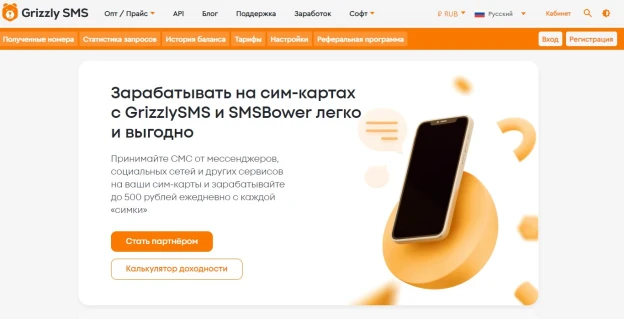 Grizzly SMS
Опт / Прайс
API
Блог
Поддержка
Заработок
Софт
₽ RUB
Русский
Кабинет
Полученные номера
Статистика запросов
История баланса
Тарифы
Настройки
Реферальная программа
Вход
Регистрация
Зарабатывать на сим-картах
с GrizzlySMS и SMSBower легко
и выгодно
Принимайте СМС от мессенджеров,
социальных сетей и других сервисов
на ваши сим-карты и зарабатывайте
до 500 рублей ежедневно с каждой
«симки»
Стать партнёром
Калькулятор доходности